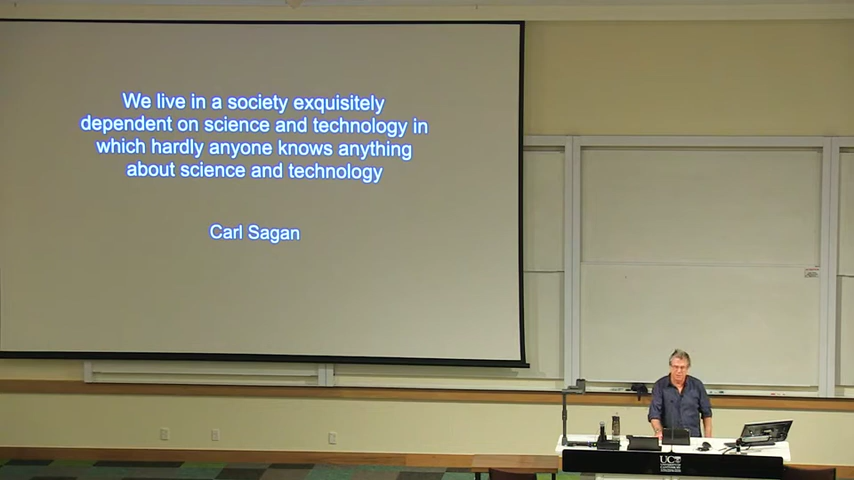 We live in a society exquisitely
dependent on science and technology in
which hardly anyone knows anything
about science and technology
Carl Sagan
UC